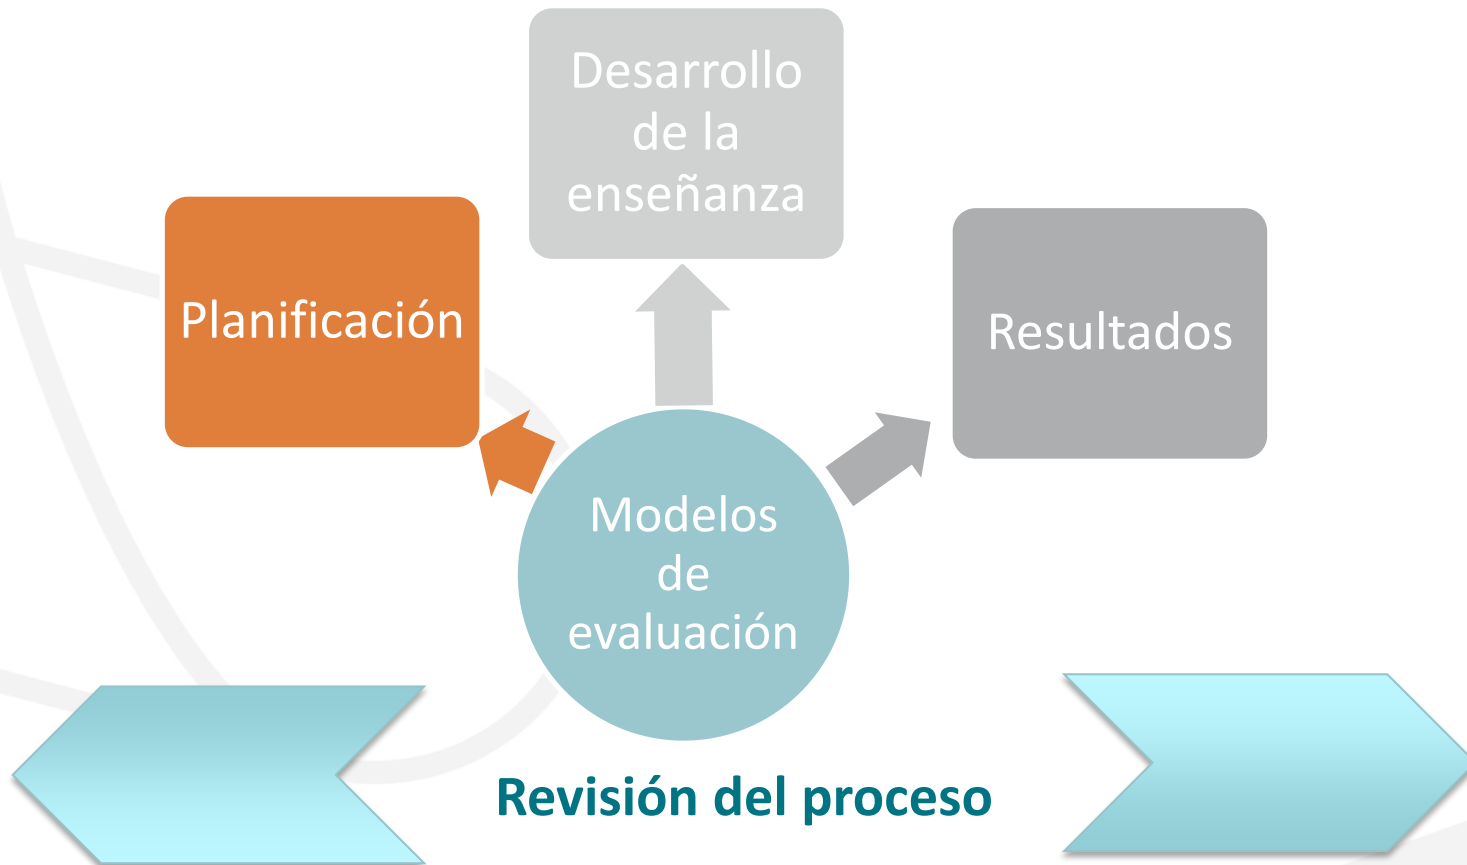 Desarrollo
de la
enseñanza
Planificación
Resultados
Modelos
de
evaluación
Revisión del proceso